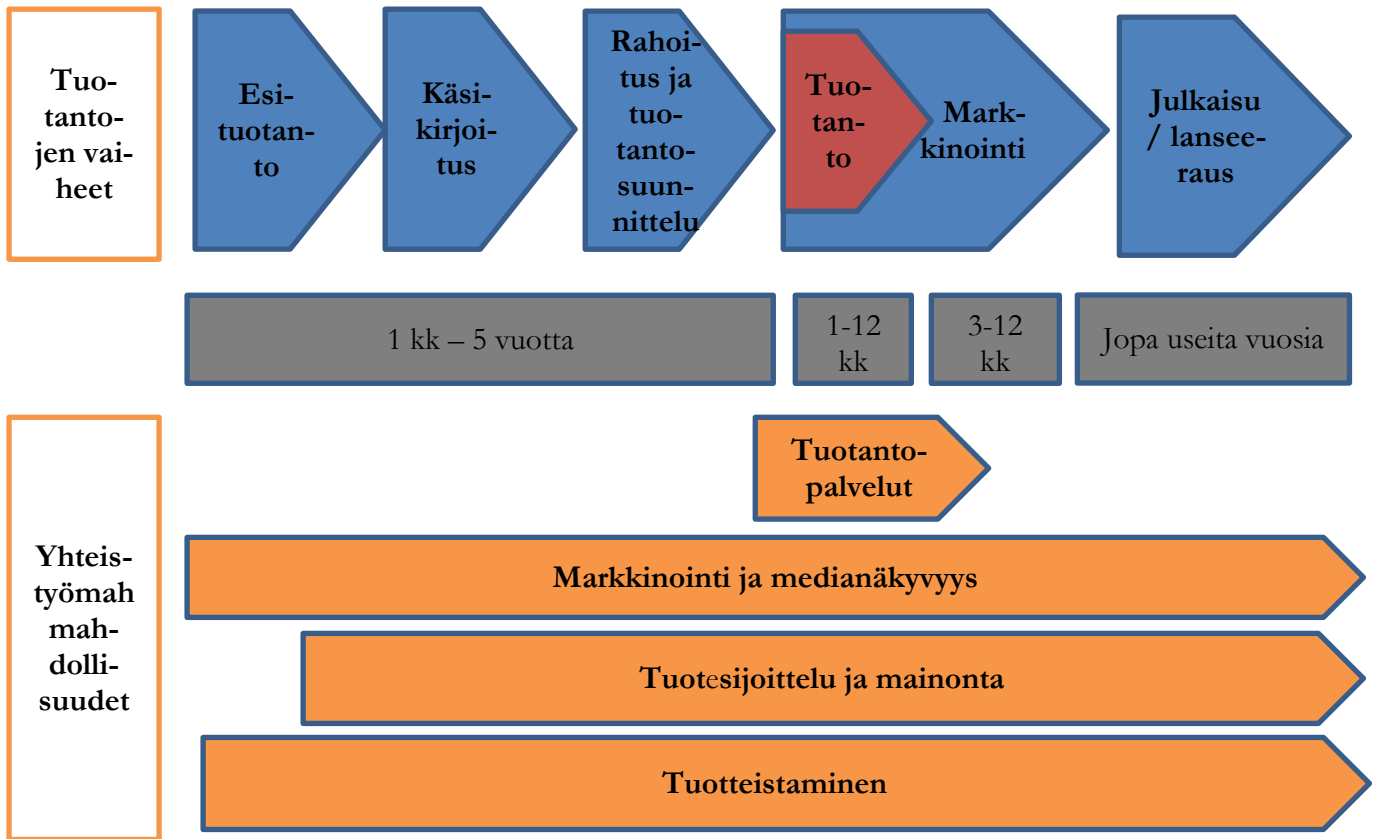 Tuo-
tanto-
jen vai-
heet
Esi-
tuotan-
to
Käsi-
kirjoi-
tus
Rahoi-
tus ja
tuo-
tanto-
suun-
nittelu
Tuo-
tan-
to
Mark-
kinointi
Julkaisu
/ lansee-
raus
1 kk – 5 vuotta
1-12
kk
3-12
kk
Jopa useita vuosia
Yhteis-
työmah
mah-
dolli-
suudet
Tuotanto-
palvelut
Markkinointi ja medianäkyvyys
Tuotesijoittelu ja mainonta
Tuotteistaminen